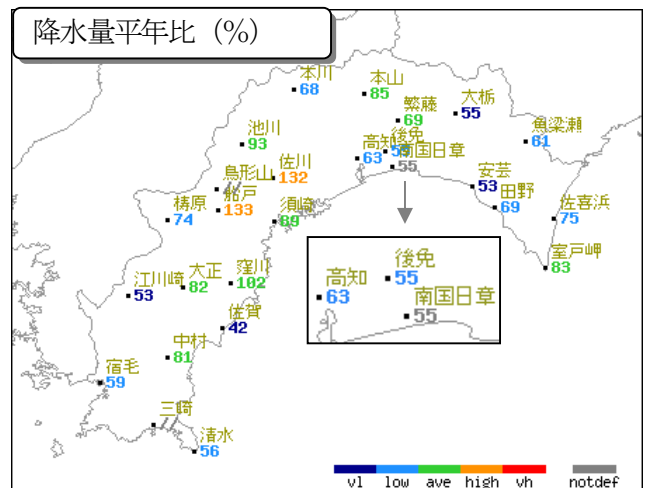 降水量平年比（％）
本川
68
本山
85
大栃
55
繁藤
69
魚梁瀬
61
池川
93
後免
55
高知
63
南国日章
55
佐川
132
鳥形山
//
安芸
53
船戸
133
田野
69
梼原
74
須崎
89
佐喜浜
75
室戸岬
83
江川崎
53
大正
82
窪川
102
佐賀
42
中村
81
宿毛
59
三崎
//
清水
56
高知
63
後免
55
南国日章
55
vl low ave high vh notdef